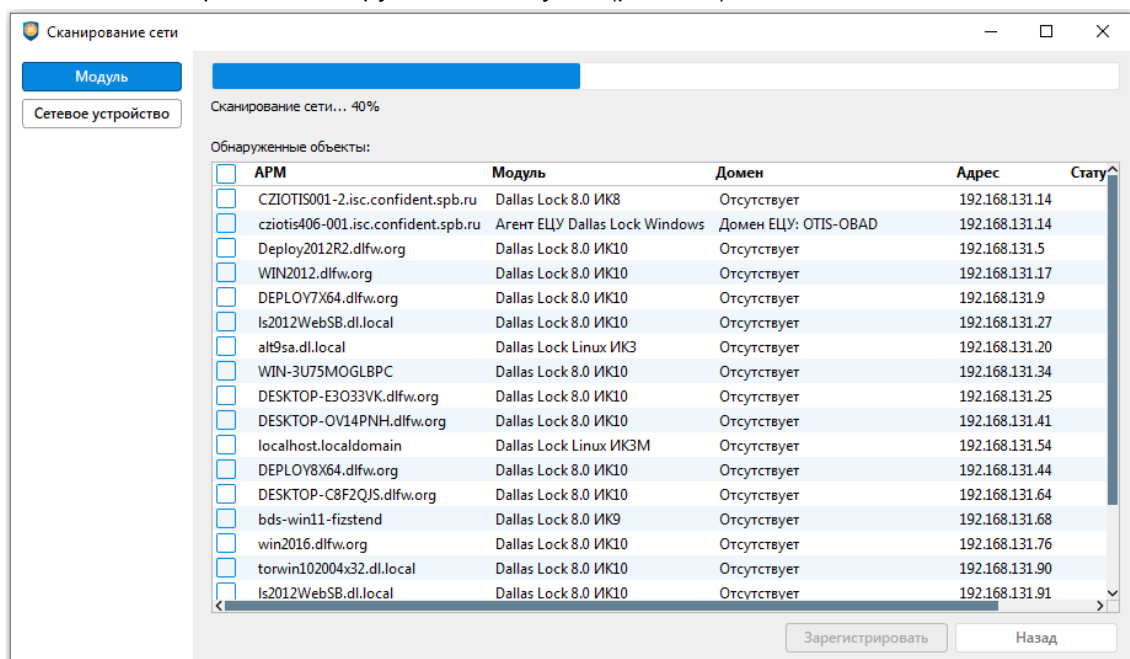 Сканирование сети
Модуль
Сетевое устройство
Сканирование сети... 40%
Обнаруженные объекты:
АРМ Модуль Домен Адрес Стату
CZIOTIS001-2.isc.confident.spb.ru Dallas Lock 8.0 ИК8 Отсутствует 192.168.131.14
cziotis406-001.isc.confident.spb.ru Агент ЕЦУ Dallas Lock Windows Домен ЕЦУ: OTIS-OBAD 192.168.131.14
Deploy2012R2.dlfw.org Dallas Lock 8.0 ИК10 Отсутствует 192.168.131.5
WIN2012.dlfw.org Dallas Lock 8.0 ИК10 Отсутствует 192.168.131.17
DEPLOY7X64.dlfw.org Dallas Lock 8.0 ИК10 Отсутствует 192.168.131.9
ls2012WebSB.dl.local Dallas Lock 8.0 ИК10 Отсутствует 192.168.131.27
alt9sa.dl.local Dallas Lock Linux ИК3 Отсутствует 192.168.131.20
WIN-3U75MOGLBPC Dallas Lock 8.0 ИК10 Отсутствует 192.168.131.34
DESKTOP-E3O33VK.dlfw.org Dallas Lock 8.0 ИК10 Отсутствует 192.168.131.25
DESKTOP-OV14PNH.dlfw.org Dallas Lock 8.0 ИК10 Отсутствует 192.168.131.41
localhost.localdomain Dallas Lock Linux ИК3М Отсутствует 192.168.131.54
DEPLOY8X64.dlfw.org Dallas Lock 8.0 ИК10 Отсутствует 192.168.131.44
DESKTOP-C8F2QJS.dlfw.org Dallas Lock 8.0 ИК10 Отсутствует 192.168.131.64
bds-win11-fizstend Dallas Lock 8.0 ИК9 Отсутствует 192.168.131.68
win2016.dlfw.org Dallas Lock 8.0 ИК10 Отсутствует 192.168.131.76
torwin102004x32.dl.local Dallas Lock 8.0 ИК10 Отсутствует 192.168.131.90
ls2012WebSB.dl.local Dallas Lock 8.0 ИК10 Отсутствует 192.168.131.91
Зарегистрировать Назад